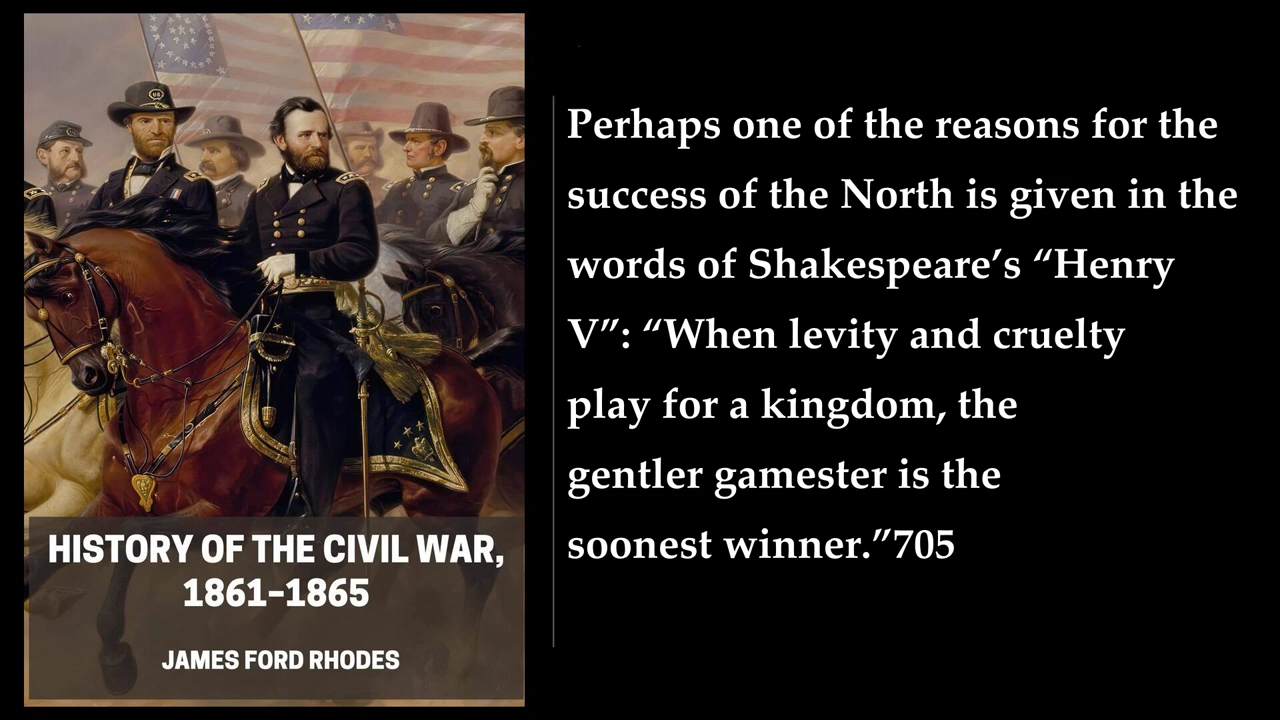 HISTORY OF THE CIVIL WAR,
1861–1865
JAMES FORD RHODES
Perhaps one of the reasons for the
success of the North is given in the
words of Shakespeare’s “Henry
V”: “When levity and cruelty
play for a kingdom, the
gentler gamester is the
soonest winner.”705